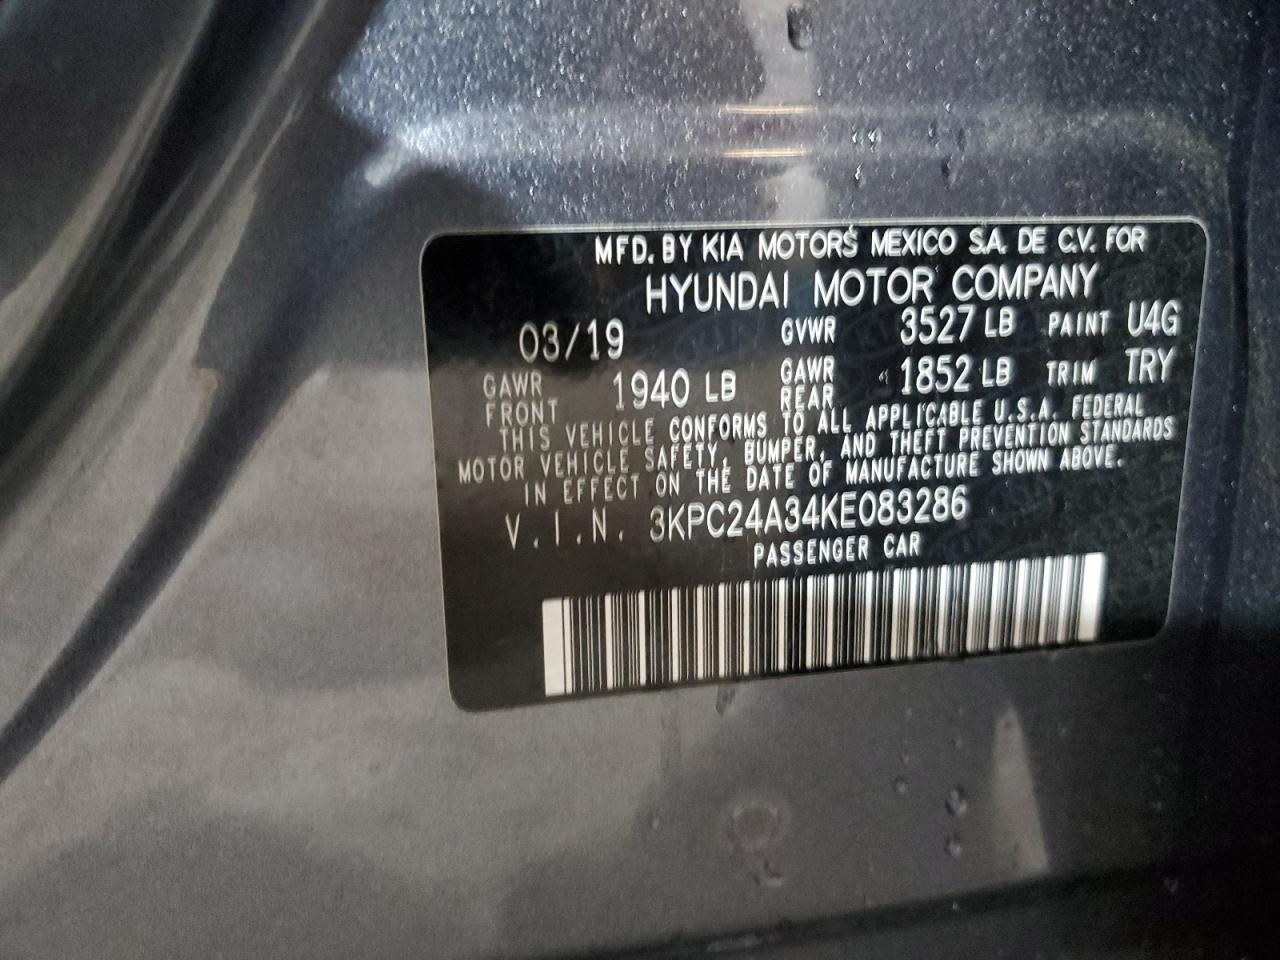 MFD. BY KIA MOTORS MEXICO S.A. DE C.V. FOR
HYUNDAI MOTOR COMPANY
03/19 GVWR 3527 LB PAINT U4G
GAWR FRONT 1940 LB GAWR REAR 1852 LB TRIM TRY
THIS VEHICLE CONFORMS TO ALL APPLICABLE U.S.A. FEDERAL
MOTOR VEHICLE SAFETY, BUMPER, AND THEFT PREVENTION STANDARDS
IN EFFECT ON THE DATE OF MANUFACTURE SHOWN ABOVE.
V.I.N. 3KPC24A34KE083286
PASSENGER CAR